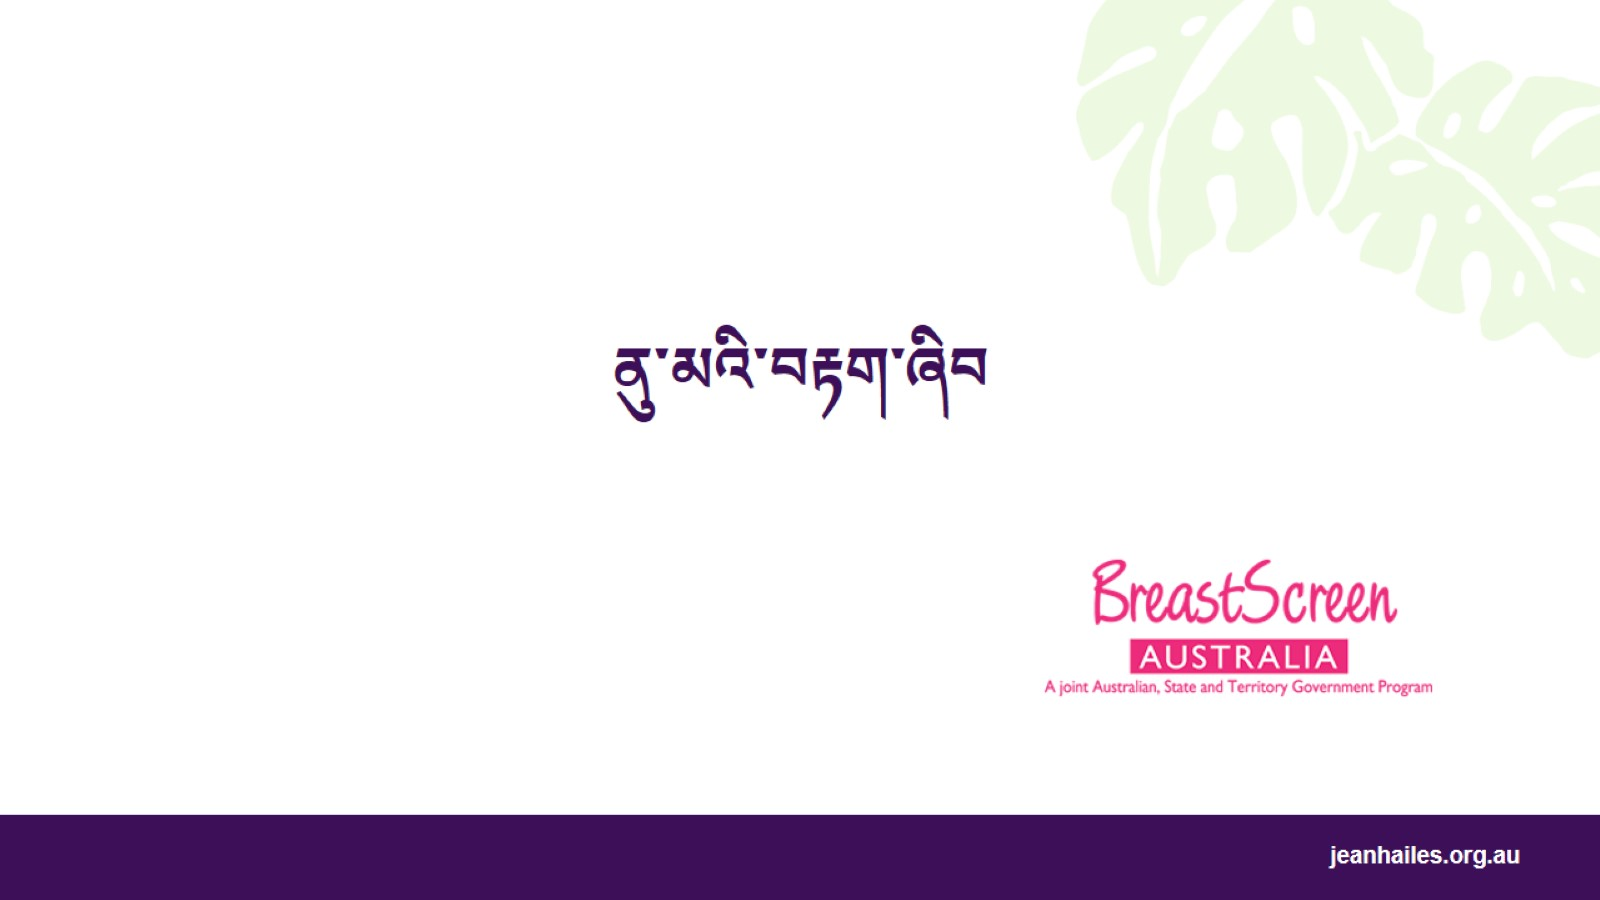 ནུ་མའི་བརྟག་ཞིབ
BreastScreen
AUSTRALIA
A joint Australian, State and Territory Government Program
jeanhailes.org.au